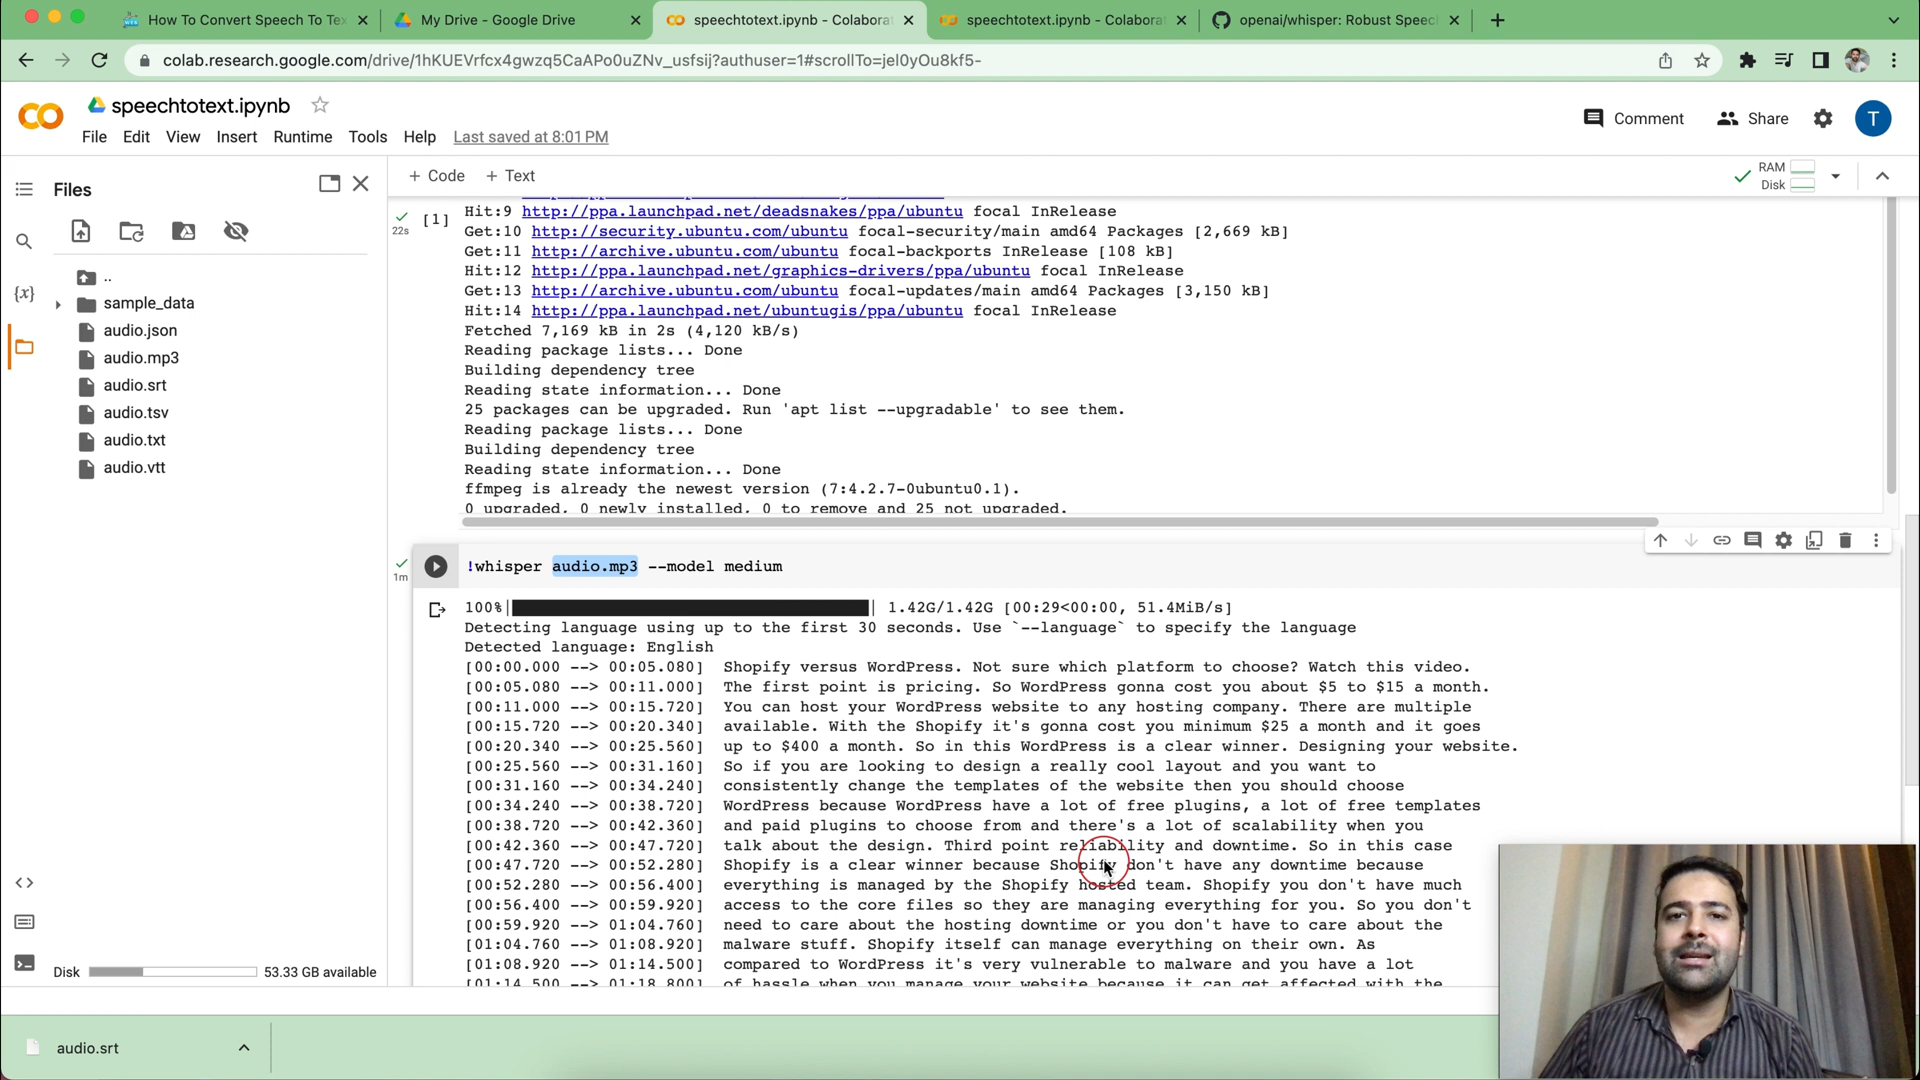 How To Convert Speech To Tex
My Drive - Google Drive
speechtotext.ipynb - Colaborat
speechtotext.ipynb - Colaborat
openai/whisper: Robust Speec
colab.research.google.com/drive/1hKUEVrfcx4gwzq5CaAPo0uZNv_usfsij?authuser=1#scrollTo=jel0yOu8kf5-
speechtotext.ipynb
File Edit View Insert Runtime Tools Help Last saved at 8:01 PM
Comment Share T
Files
+ Code + Text
RAM
Disk
..
sample_data
audio.json
audio.mp3
audio.srt
audio.tsv
audio.txt
audio.vtt
Disk 53.33 GB available
22s
[1]
Hit:9 http://ppa.launchpad.net/deadsnakes/ppa/ubuntu focal InRelease
Get:10 http://security.ubuntu.com/ubuntu focal-security/main amd64 Packages [2,669 kB]
Get:11 http://archive.ubuntu.com/ubuntu focal-backports InRelease [108 kB]
Hit:12 http://ppa.launchpad.net/graphics-drivers/ppa/ubuntu focal InRelease
Get:13 http://archive.ubuntu.com/ubuntu focal-updates/main amd64 Packages [3,150 kB]
Hit:14 http://ppa.launchpad.net/ubuntugis/ppa/ubuntu focal InRelease
Fetched 7,169 kB in 2s (4,120 kB/s)
Reading package lists... Done
Building dependency tree
Reading state information... Done
25 packages can be upgraded. Run 'apt list --upgradable' to see them.
Reading package lists... Done
Building dependency tree
Reading state information... Done
ffmpeg is already the newest version (7:4.2.7-0ubuntu0.1).
0 upgraded, 0 newly installed, 0 to remove and 25 not upgraded.
1m
!whisper audio.mp3 --model medium
100%| | 1.42G/1.42G [00:29<00:00, 51.4MiB/s]
Detecting language using up to the first 30 seconds. Use `--language` to specify the language
Detected language: English
[00:00.000 --> 00:05.080] Shopify versus WordPress. Not sure which platform to choose? Watch this video.
[00:05.080 --> 00:11.000] The first point is pricing. So WordPress gonna cost you about $5 to $15 a month.
[00:11.000 --> 00:15.720] You can host your WordPress website to any hosting company. There are multiple
[00:15.720 --> 00:20.340] available. With the Shopify it's gonna cost you minimum $25 a month and it goes
[00:20.340 --> 00:25.560] up to $400 a month. So in this WordPress is a clear winner. Designing your website.
[00:25.560 --> 00:31.160] So if you are looking to design a really cool layout and you want to
[00:31.160 --> 00:34.240] consistently change the templates of the website then you should choose
[00:34.240 --> 00:38.720] WordPress because WordPress have a lot of free plugins, a lot of free templates
[00:38.720 --> 00:42.360] and paid plugins to choose from and there's a lot of scalability when you
[00:42.360 --> 00:47.720] talk about the design. Third point reliability and downtime. So in this case
[00:47.720 --> 00:52.280] Shopify is a clear winner because Shopify don't have any downtime because
[00:52.280 --> 00:56.400] everything is managed by the Shopify hosted team. Shopify you don't have much
[00:56.400 --> 00:59.920] access to the core files so they are managing everything for you. So you don't
[00:59.920 --> 01:04.760] need to care about the hosting downtime or you don't have to care about the
[01:04.760 --> 01:08.920] malware stuff. Shopify itself can manage everything on their own. As
[01:08.920 --> 01:14.500] compared to WordPress it's very vulnerable to malware and you have a lot
[01:14.500 --> 01:18.800] of hassle when you manage your website because it can get affected with the
audio.srt